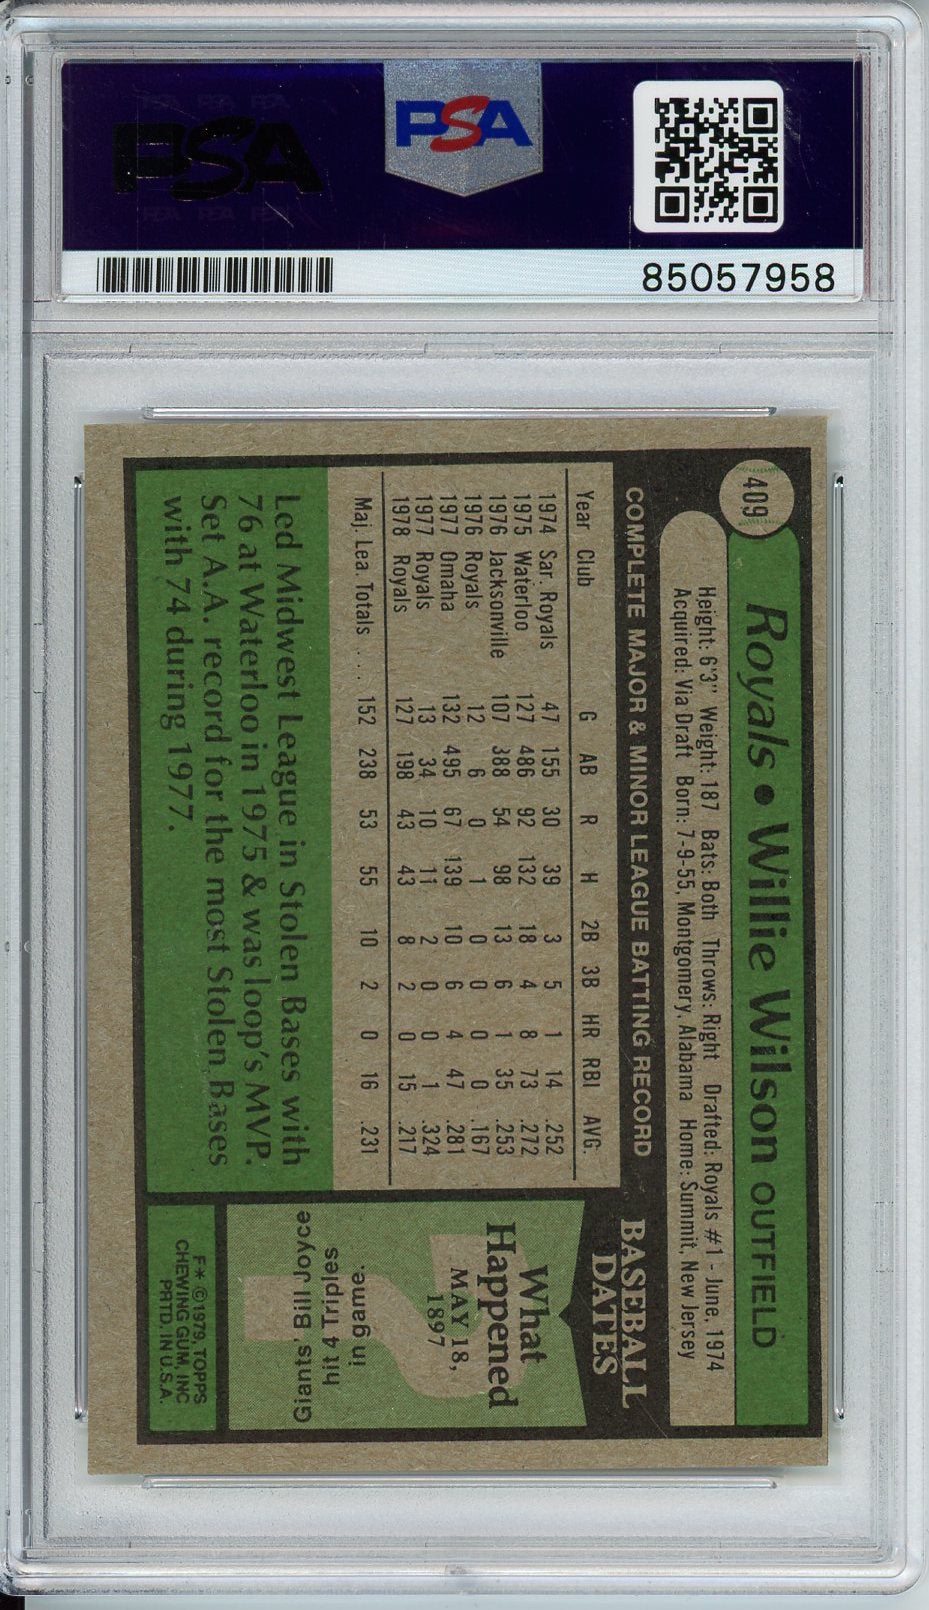 PSA
PSA
85057958
409
Royals • Willie Wilson OUTFIELD
Height: 6'3" Weight: 187 Bats: Both Throws: Right Drafted: Royals #1 - June, 1974
Acquired: Via Draft Born: 7-9-55, Montgomery, Alabama Home: Summit, New Jersey
COMPLETE MAJOR & MINOR LEAGUE BATTING RECORD
Year Club G AB R H 2B 3B HR RBI AVG.
1974 Sar. Royals 47 155 30 39 3 5 1 14 .252
1975 Waterloo 127 486 92 132 18 4 8 73 .272
1976 Jacksonville 107 388 54 98 13 6 1 35 .253
1976 Royals 12 6 0 1 0 0 0 0 .167
1977 Omaha 132 495 67 139 10 6 4 47 .281
1977 Royals 13 34 10 11 2 0 0 1 .324
1978 Royals 127 198 43 43 8 2 0 15 .217
Maj. Lea. Totals .... 152 238 53 55 10 2 0 16 .231
Led Midwest League in Stolen Bases with
76 at Waterloo in 1975 & was loop's MVP.
Set A.A. record for the most Stolen Bases
with 74 during 1977.
BASEBALL
DATES
What
Happened
MAY 18,
1897
hit 4 Triples
in game.
Giants' Bill Joyce
F* ©1979, TOPPS
CHEWING GUM, INC
PRTD. IN U.S.A.